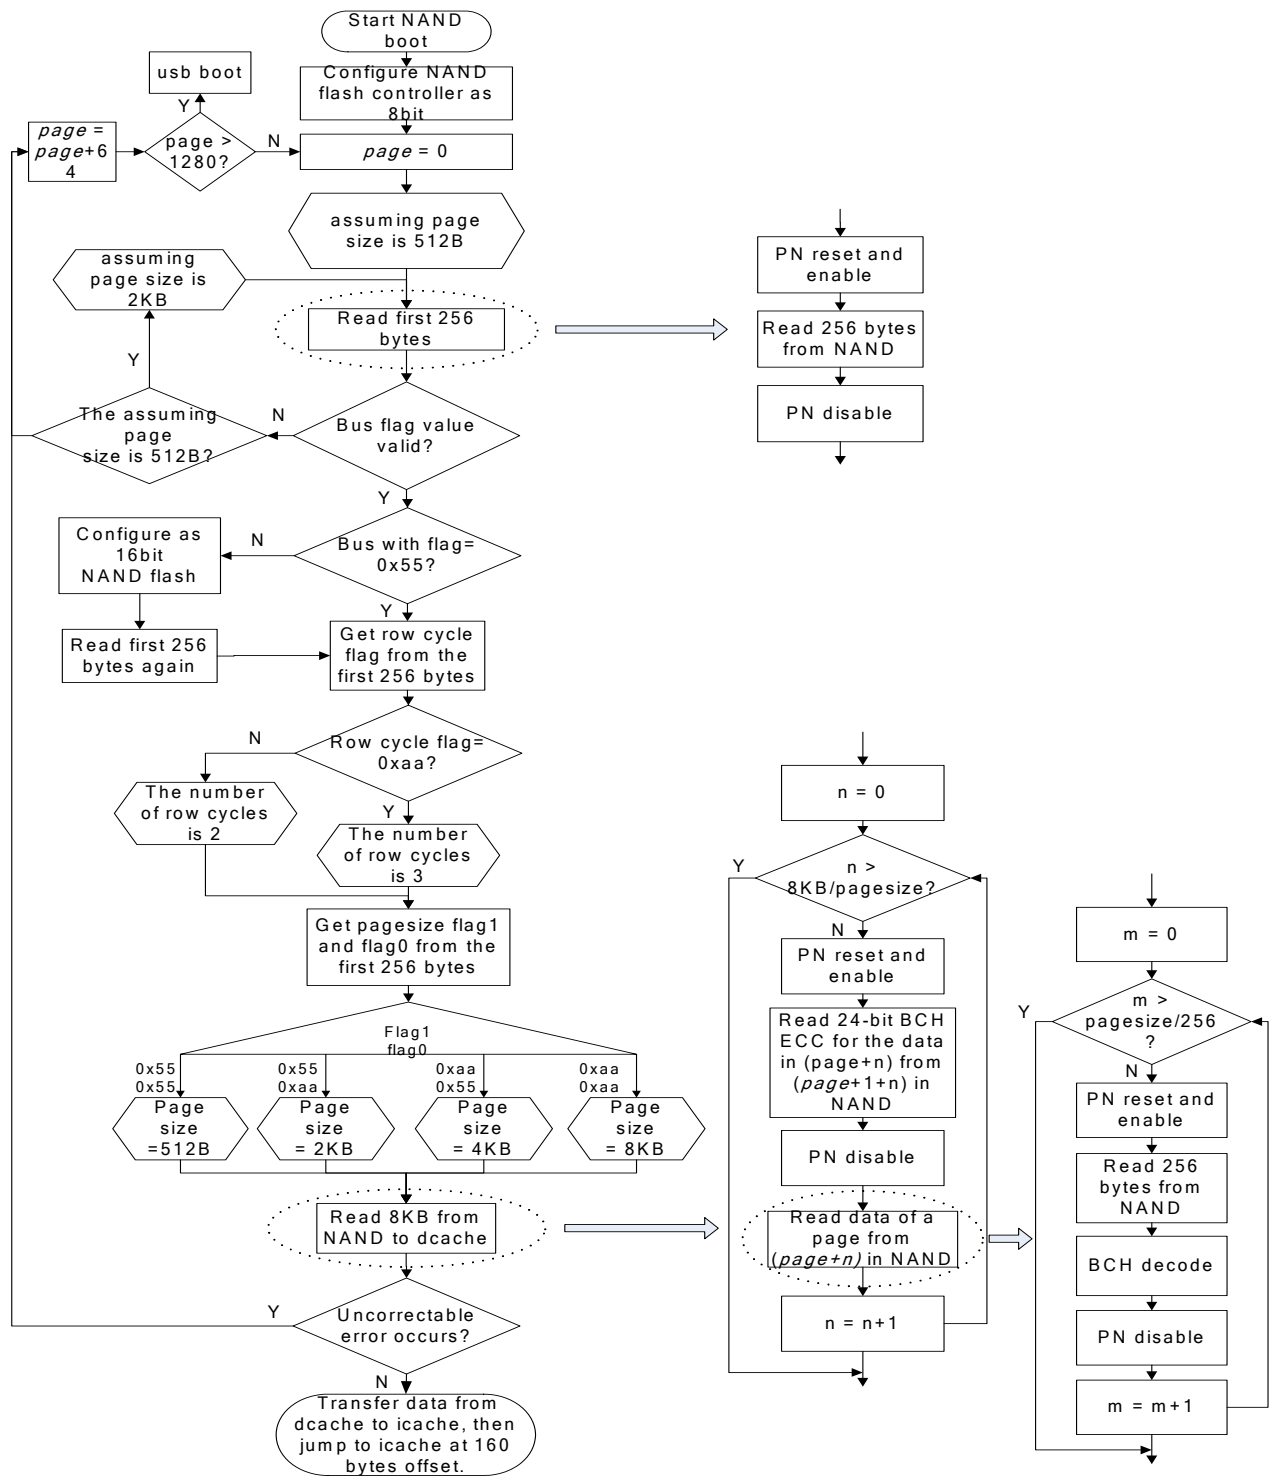 Start NAND
boot
Configure NAND
flash controller as
8bit
usb boot
Y
page =
page+6
4
page >
1280?
N
page = 0
assuming page
size is 512B
assuming
page size is
2KB
Read first 256
bytes
Y
The assuming
page
size is 512B?
N
Bus flag value
valid?
Y
Configure as
16bit
NAND flash
N
Bus with flag=
0x55?
Y
Read first 256
bytes again
Get row cycle
flag from the
first 256 bytes
N
Row cycle flag=
0xaa?
Y
The number
of row cycles
is 2
The number
of row cycles
is 3
Get pagesize flag1
and flag0 from the
first 256 bytes
Flag1
flag0
0x55
0x55
0x55
0xaa
0xaa
0x55
0xaa
0xaa
Page
size
=512B
Page
size
= 2KB
Page
size
= 4KB
Page
size
= 8KB
Read 8KB from
NAND to dcache
Y
Uncorrectable
error occurs?
N
Transfer data from
dcache to icache, then
jump to icache at 160
bytes offset.
PN reset and
enable
Read 256 bytes
from NAND
PN disable
n = 0
Y
n >
8KB/pagesize?
N
PN reset and
enable
Read 24-bit BCH
ECC for the data
in (page+n) from
(page+1+n) in
NAND
PN disable
Read data of a
page from
(page+n) in NAND
n = n+1
m = 0
Y
m >
pagesize/256
?
N
PN reset and
enable
Read 256
bytes from
NAND
BCH decode
PN disable
m = m+1